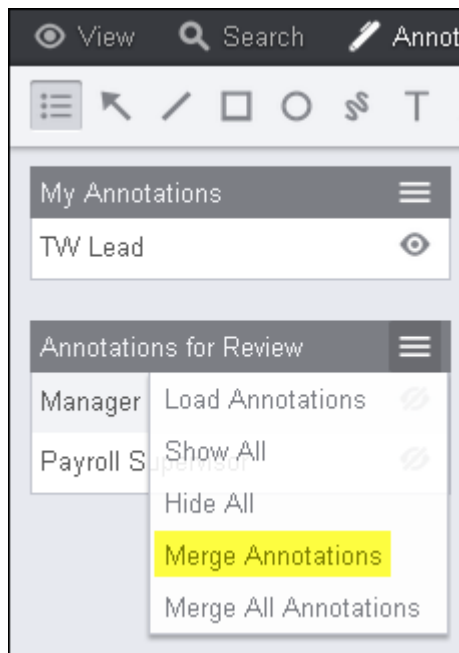 View Search Annot
T
My Annotations
TW Lead
Annotations for Review
Manager
Load Annotations
Show All
Payroll Supervisor
Hide All
Merge Annotations
Merge All Annotations